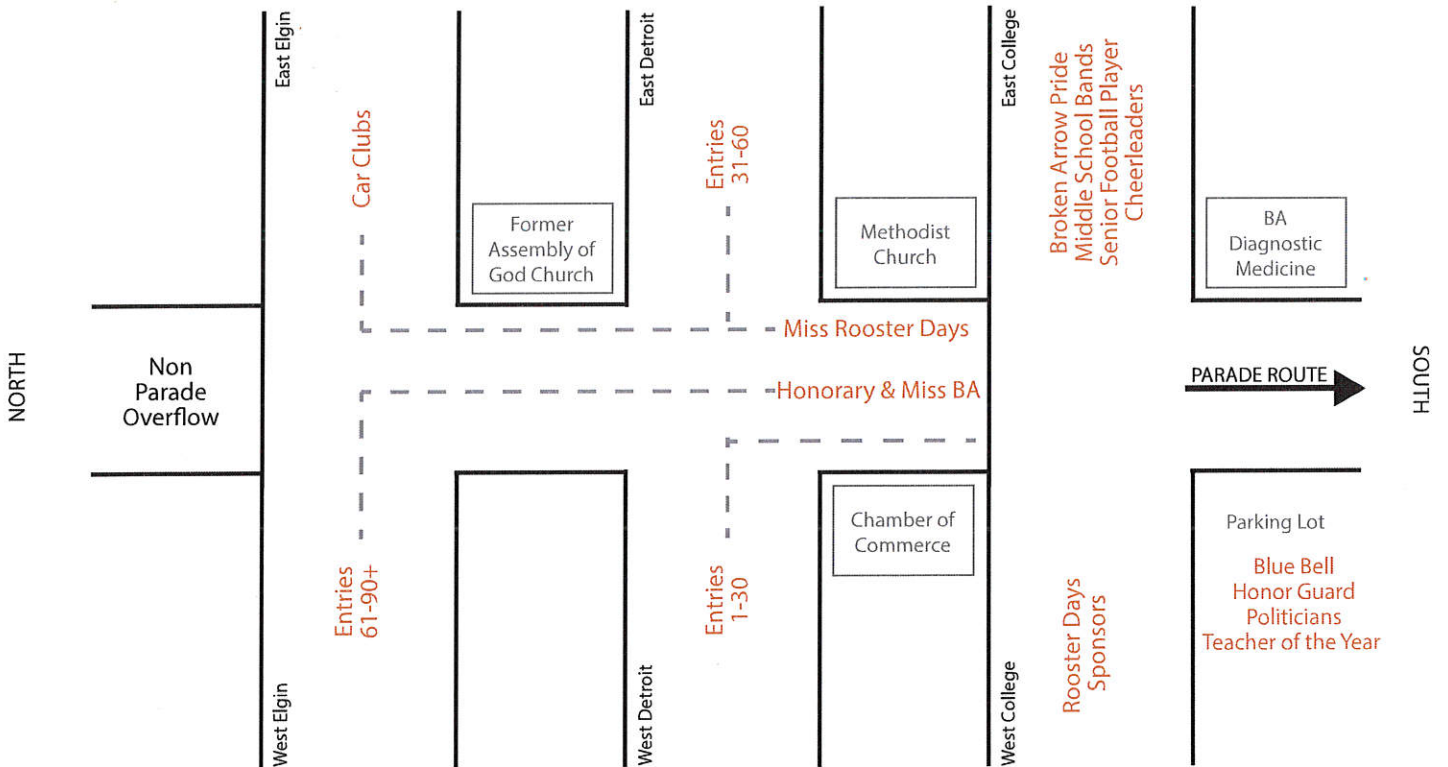 NORTH
Non
Parade
Overflow
East Elgin
West Elgin
Car Clubs
Entries
61-90+
Former
Assembly of
God Church
East Detroit
West Detroit
Entries
31-60
Entries
1-30
Methodist
Church
Miss Rooster Days
Honorary & Miss BA
Chamber of
Commerce
East College
West College
Broken Arrow Pride
Middle School Bands
Senior Football Player
Cheerleaders
Rooster Days
Sponsors
BA
Diagnostic
Medicine
PARADE ROUTE
Parking Lot
Blue Bell
Honor Guard
Politicians
Teacher of the Year
SOUTH